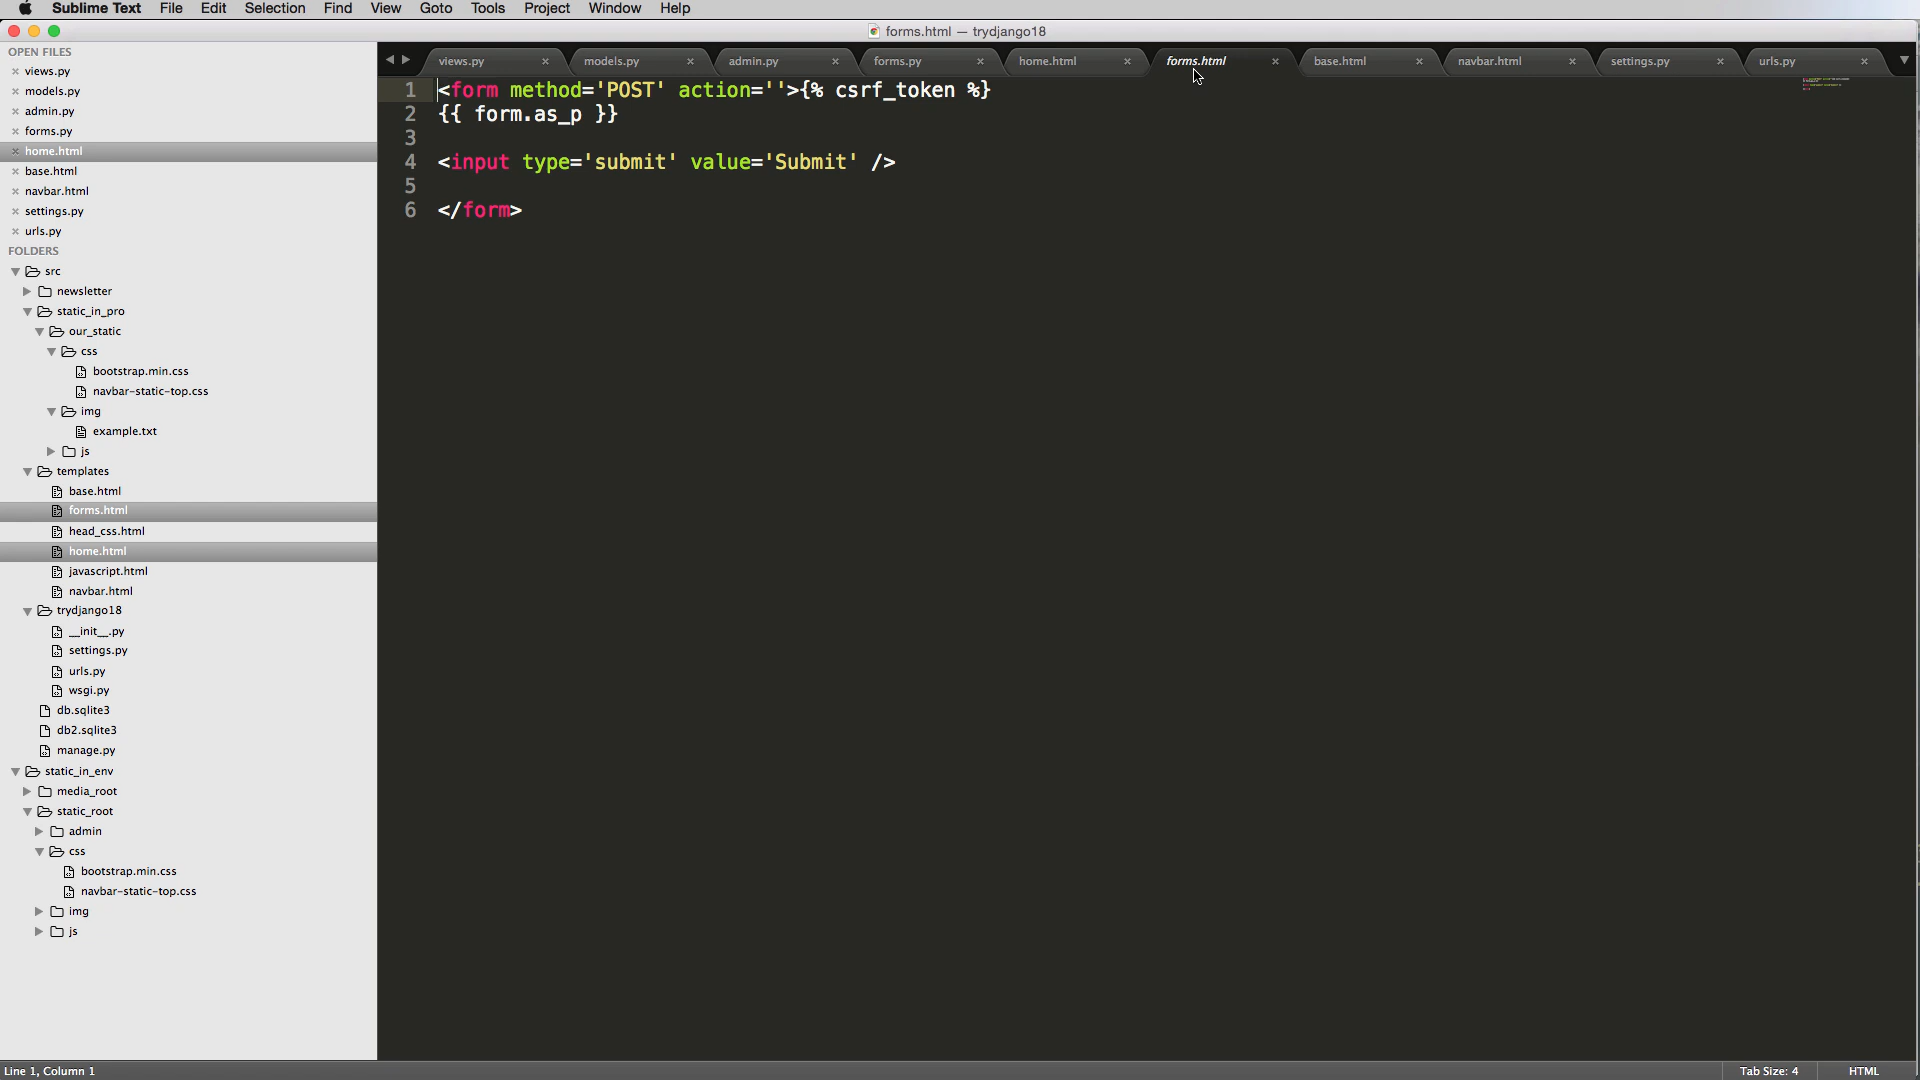 Sublime Text File Edit Selection Find View Goto Tools Project Window Help
forms.html — trydjango18
OPEN FILES
views.py
models.py
admin.py
forms.py
home.html
base.html
navbar.html
settings.py
urls.py
FOLDERS
src
newsletter
static_in_pro
our_static
css
bootstrap.min.css
navbar-static-top.css
img
example.txt
js
templates
base.html
forms.html
head_css.html
home.html
javascript.html
navbar.html
trydjango18
__init__.py
settings.py
urls.py
wsgi.py
db.sqlite3
db2.sqlite3
manage.py
static_in_env
media_root
static_root
admin
css
bootstrap.min.css
navbar-static-top.css
img
js
views.py models.py admin.py forms.py home.html forms.html base.html navbar.html settings.py urls.py
1 <form method='POST' action=''>{% csrf_token %}
2 {{ form.as_p }}
3
4 <input type='submit' value='Submit' />
5
6 </form>
Line 1, Column 1 Tab Size: 4 HTML